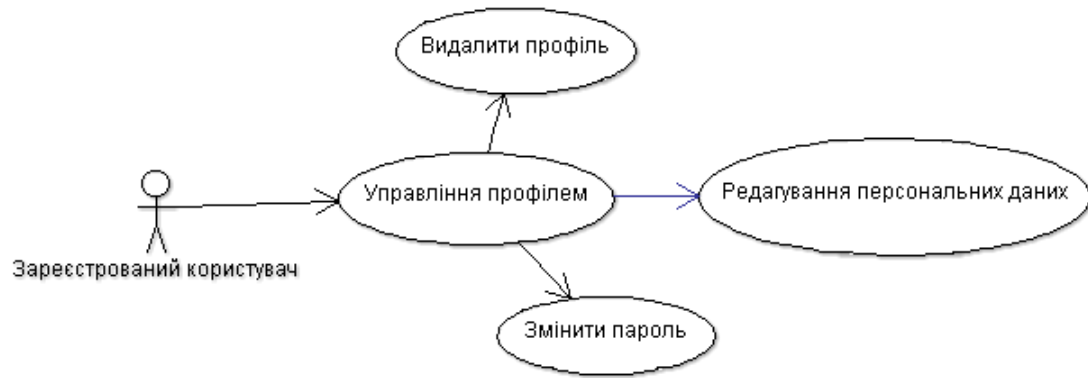 Видалити профіль
Управління профілем
Редагування персональних даних
Зареєстрований користувач
Змінити пароль